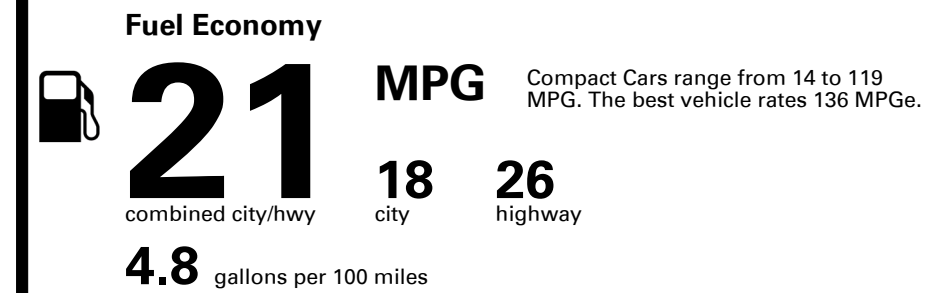 Fuel Economy
21 MPG
Compact Cars range from 14 to 119
MPG. The best vehicle rates 136 MPGe.
18 26
combined city/hwy city highway
4.8 gallons per 100 miles